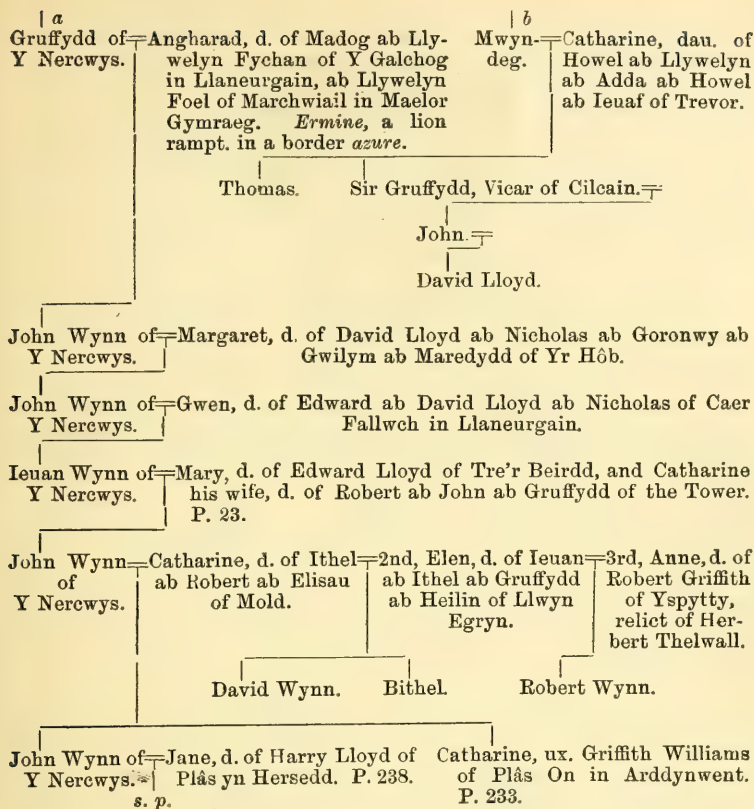 | a
| b
Gruffydd of=Angharad, d. of Madog ab Lly-
Y Nercwys. welyn Fychan of Y Galchog
in Llaneurgain, ab Llywelyn
Foel of Marchwiail in Maelor
Gymraeg. Ermine, a lion
rampt. in a border azure.
Mwyn-=Catharine, dau. of
deg. Howel ab Llywelyn
ab Adda ab Howel
ab Ieuaf of Trevor.
Thomas. Sir Gruffydd, Vicar of Cilcain.=
John.=
David Lloyd.
John Wynn of=Margaret, d. of David Lloyd ab Nicholas ab Goronwy ab
Y Nercwys. Gwilym ab Maredydd of Yr Hôb.
John Wynn of=Gwen, d. of Edward ab David Lloyd ab Nicholas of Caer
Y Nercwys. Fallwch in Llaneurgain.
Ieuan Wynn of=Mary, d. of Edward Lloyd of Tre'r Beirdd, and Catharine
Y Nercwys. his wife, d. of Robert ab John ab Gruffydd of the Tower.
P. 23.
John Wynn=Catharine, d. of Ithel=2nd, Elen, d. of Ieuan=3rd, Anne, d. of
of ab Robert ab Elisau ab Ithel ab Gruffydd Robert Griffith
Y Nercwys. of Mold. ab Heilin of Llwyn of Yspytty,
Egryn. relict of Her-
bert Thelwall.
David Wynn. Bithel. Robert Wynn.
John Wynn of=Jane, d. of Harry Lloyd of
Y Nercwys. Plâs yn Hersedd. P. 238.
s. p.
Catharine, ux. Griffith Williams
of Plâs On in Arddynwent.
P. 233.